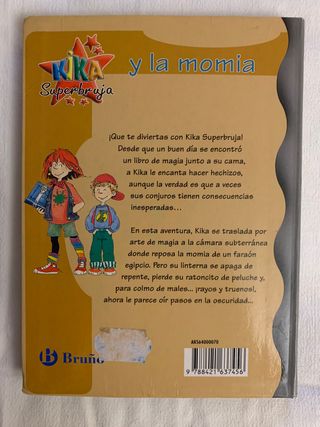 KIKA
Superbruja
y la momia
¡Que te diviertas con Kika Superbruja!
Desde que un buen día se encontró
un libro de magia junto a su cama,
a Kika le encanta hacer hechizos,
aunque la verdad es que a veces
sus conjuros tienen consecuencias
inesperadas...
En esta aventura, Kika se traslada por
arte de magia a la cámara subterránea
donde reposa la momia de un faraón
egipcio. Pero su linterna se apaga de
repente, pierde su ratoncito de peluche y,
para colmo de males... ¡rayos y truenos!,
ahora le parece oír pasos en la oscuridad...
Bruño
AK564000070
9 788421 637456